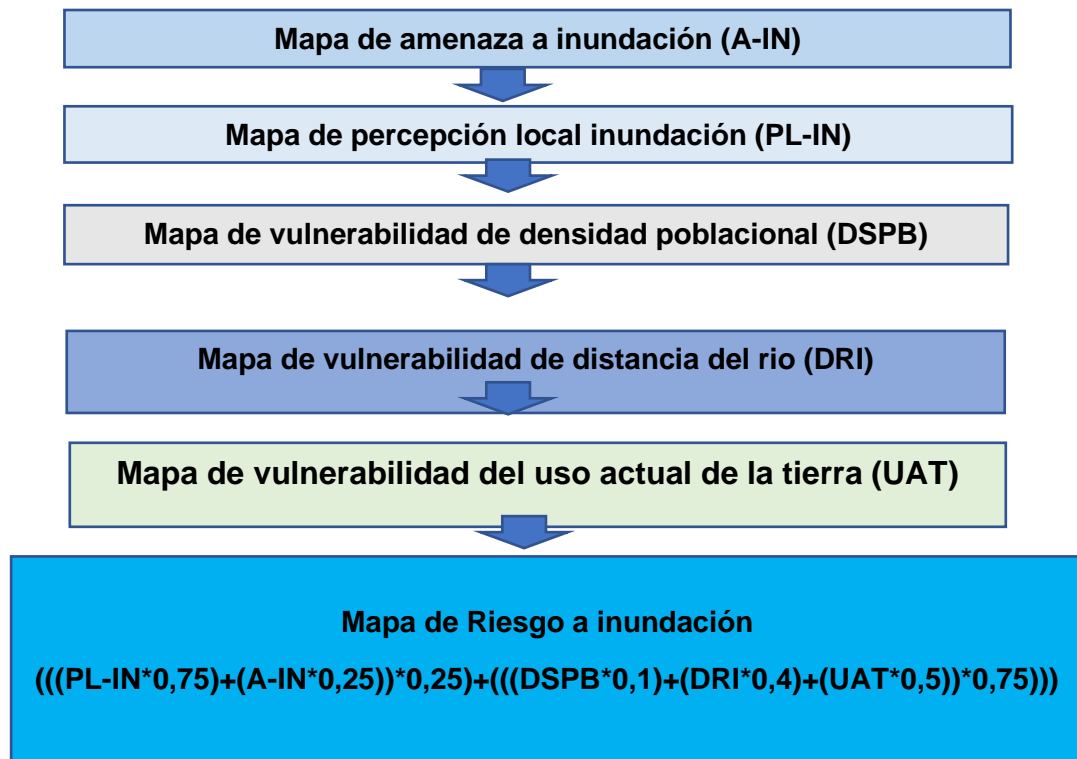 Mapa de amenaza a inundación (A-IN)
Mapa de percepción local inundación (PL-IN)
Mapa de vulnerabilidad de densidad poblacional (DSPB)
Mapa de vulnerabilidad de distancia del rio (DRI)
Mapa de vulnerabilidad del uso actual de la tierra (UAT)
Mapa de Riesgo a inundación
(((PL-IN*0,75)+(A-IN*0,25))*0,25)+(((DSPB*0,1)+(DRI*0,4)+(UAT*0,5))*0,75)))